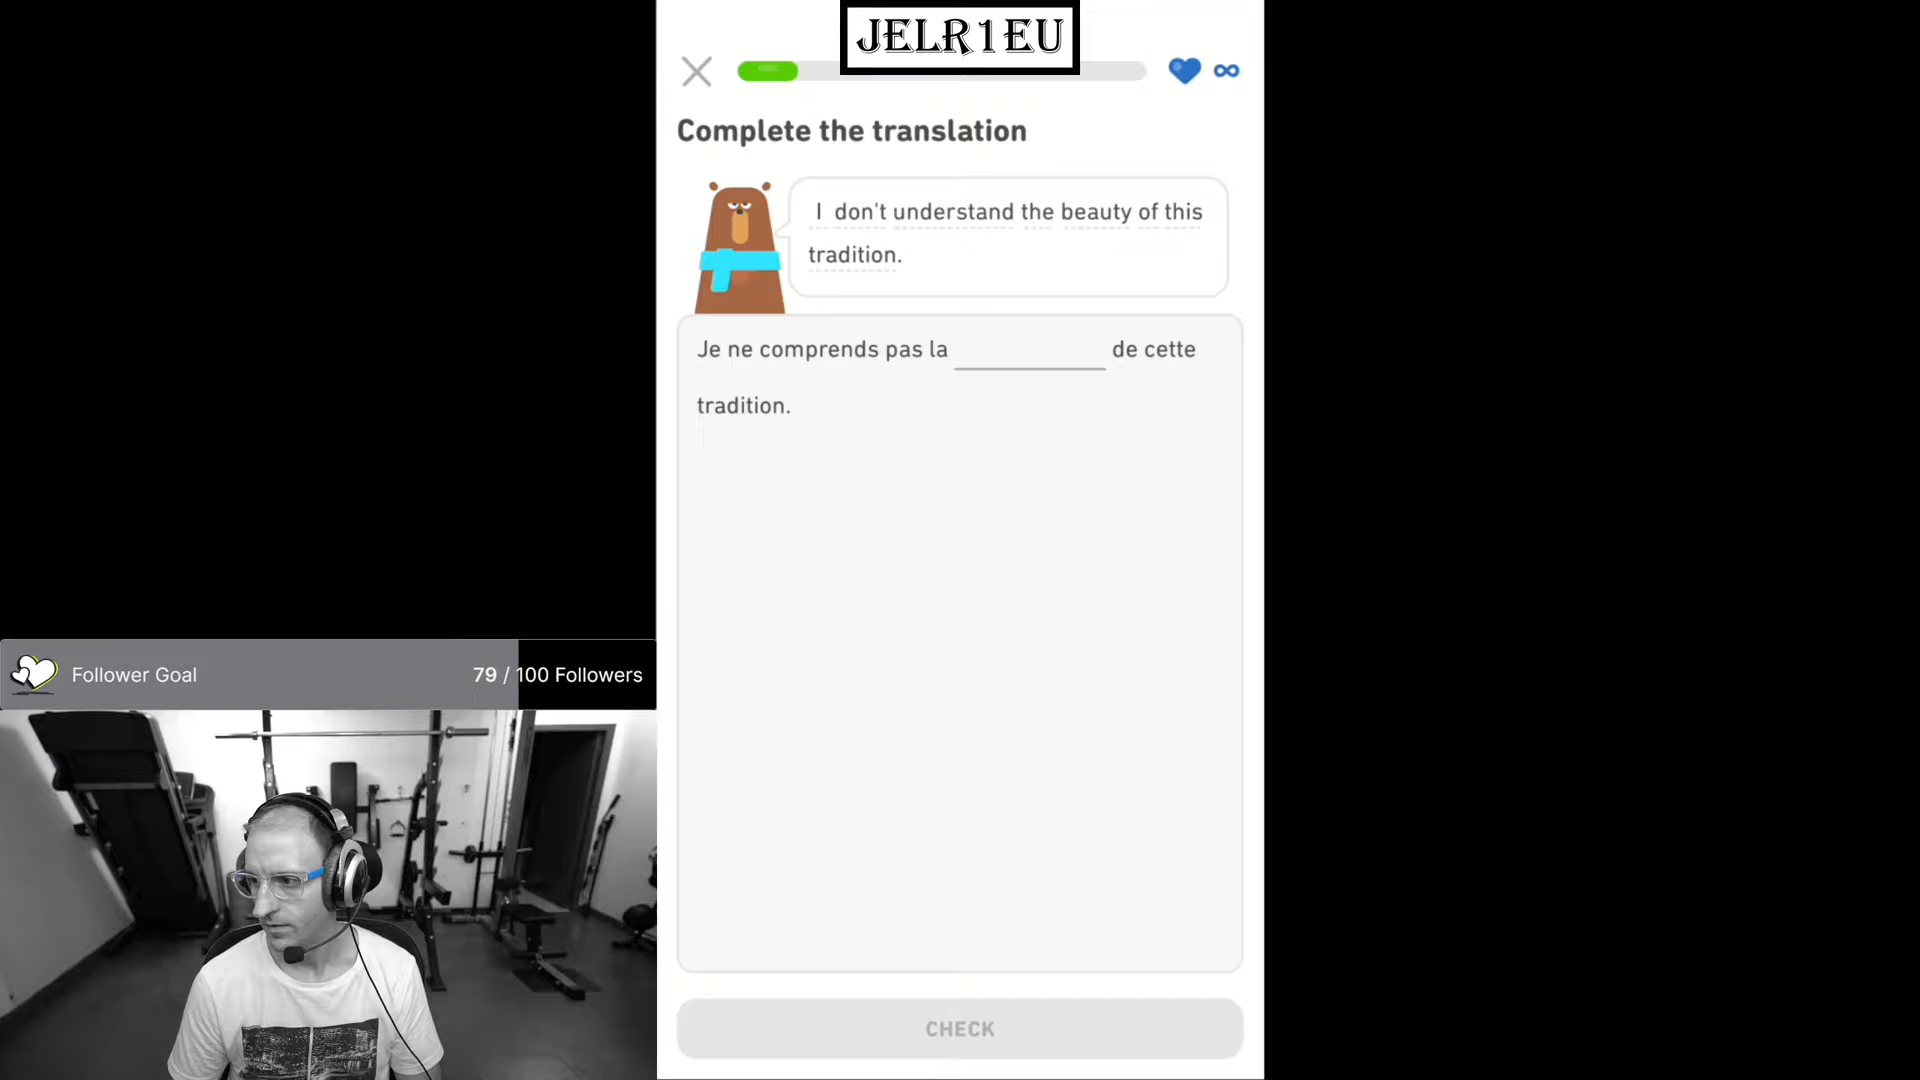 JELR1EU
Complete the translation
I don't understand the beauty of this
tradition.
Je ne comprends pas la __________ de cette
tradition.
Follower Goal
79 / 100 Followers
CHECK